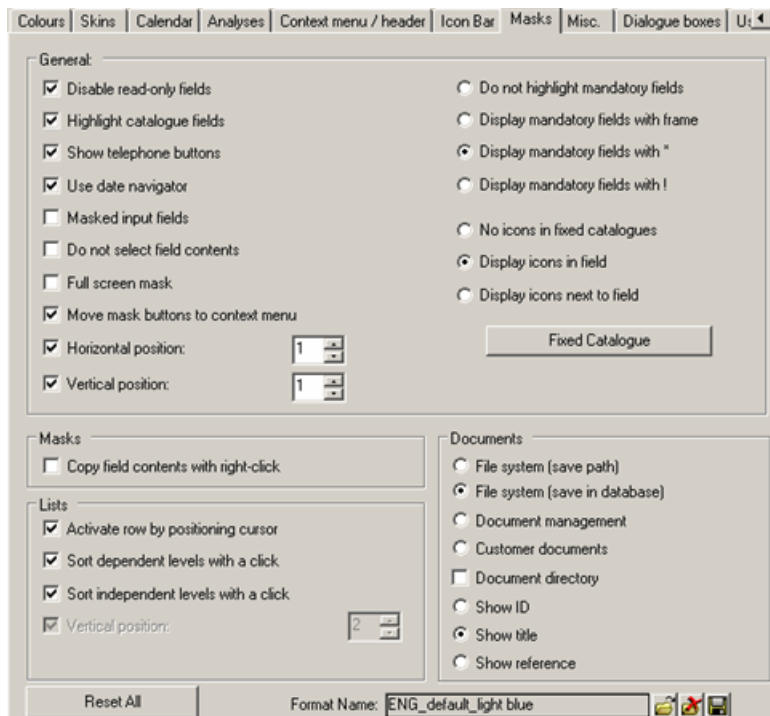 Colours Skins Calendar Analyses Context menu / header Icon Bar Masks Misc. Dialogue boxes
General:
Disable read-only fields
Highlight catalogue fields
Show telephone buttons
Use date navigator
Masked input fields
Do not select field contents
Full screen mask
Move mask buttons to context menu
Horizontal position: 1
Vertical position: 1
Do not highlight mandatory fields
Display mandatory fields with frame
Display mandatory fields with *
Display mandatory fields with !
No icons in fixed catalogues
Display icons in field
Display icons next to field
Fixed Catalogue
Masks
Copy field contents with right-click
Lists
Activate row by positioning cursor
Sort dependent levels with a click
Sort independent levels with a click
Vertical position: 2
Documents
File system (save path)
File system (save in database)
Document management
Customer documents
Document directory
Show ID
Show title
Show reference
Reset All
Format Name: ENG_default_light blue